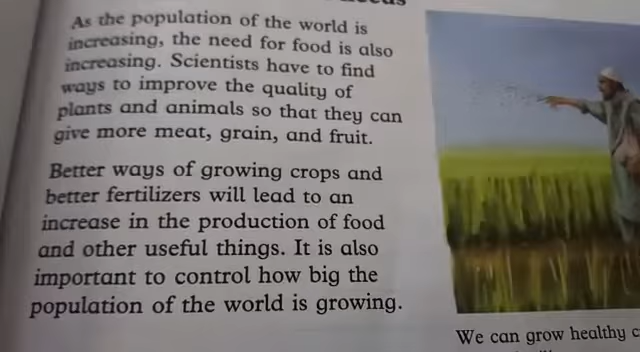 As the population of the world is
increasing, the need for food is also
increasing. Scientists have to find
ways to improve the quality of
plants and animals so that they can
give more meat, grain, and fruit.
Better ways of growing crops and
better fertilizers will lead to an
increase in the production of food
and other useful things. It is also
important to control how big the
population of the world is growing.
We can grow healthy